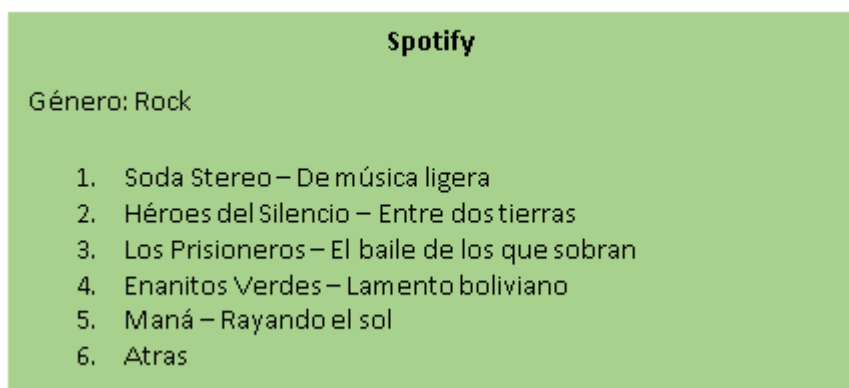 Spotify
Género: Rock
1. Soda Stereo – De música ligera
2. Héroes del Silencio – Entre dos tierras
3. Los Prisioneros – El baile de los que sobran
4. Enanitos Verdes – Lamento boliviano
5. Maná – Rayando el sol
6. Atras